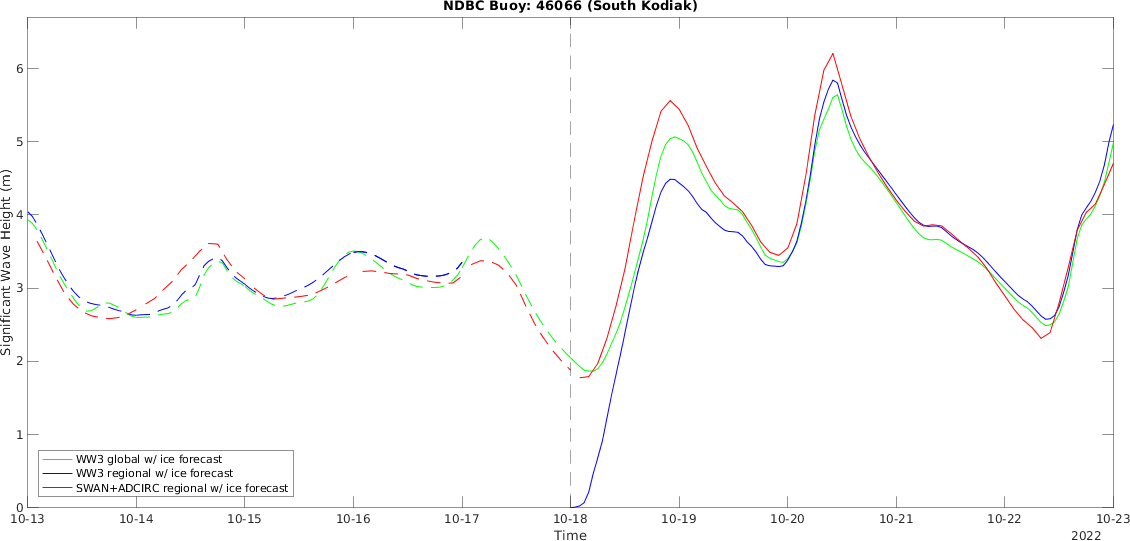 NDBC Buoy: 46066 (South Kodiak)
Significant Wave Height (m)
6
5
4
3
2
1
0
WW3 global w/ ice forecast
WW3 regional w/ ice forecast
SWAN+ADCIRC regional w/ ice forecast
10-13 10-14 10-15 10-16 10-17 10-18 10-19 10-20 10-21 10-22 10-23
Time
2022